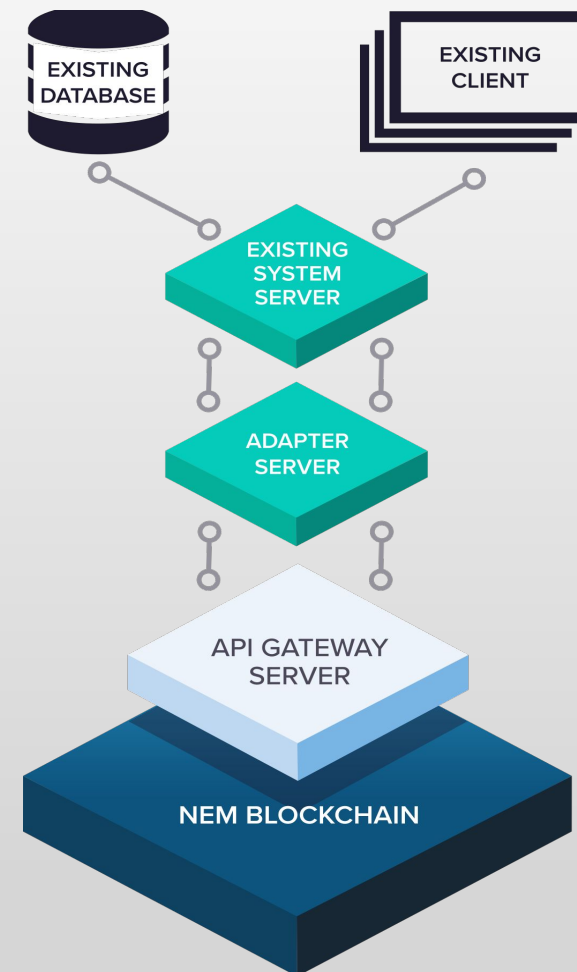 EXISTING
DATABASE
EXISTING
CLIENT
EXISTING
SYSTEM
SERVER
ADAPTER
SERVER
API GATEWAY
SERVER
NEM BLOCKCHAIN